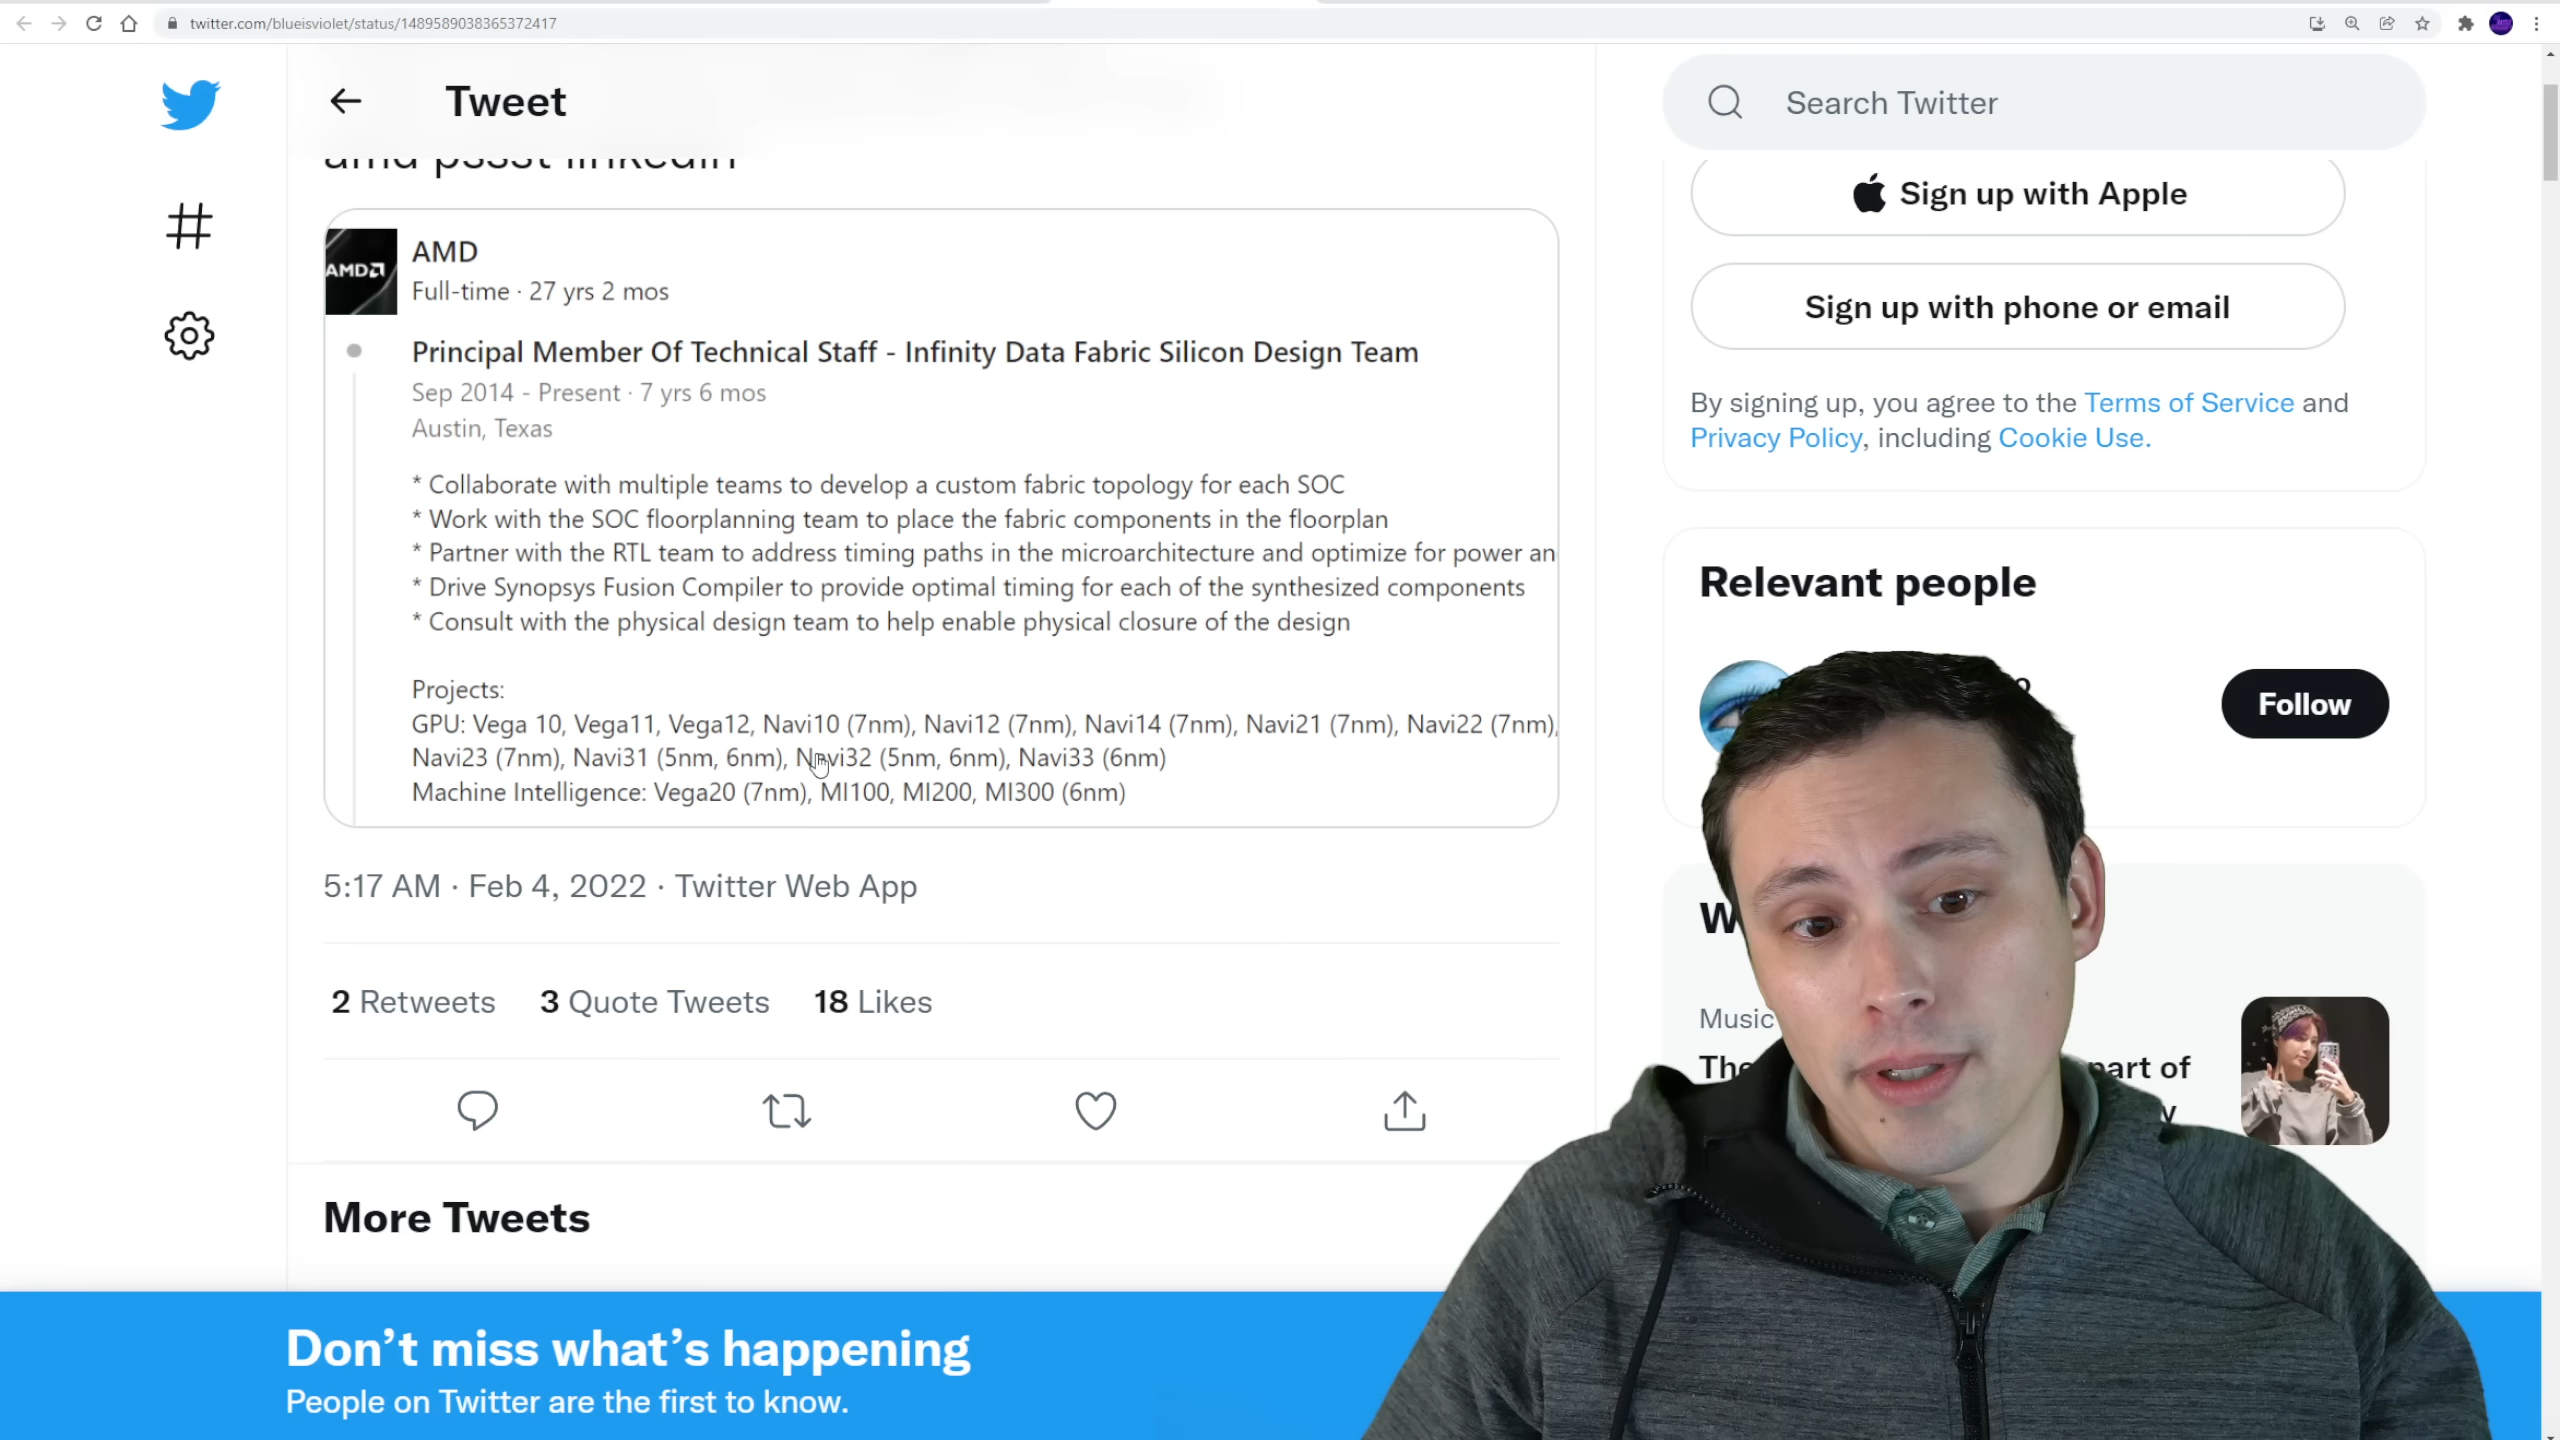 twitter.com/blueisviolet/status/1489589038365372417
Tweet
Search Twitter
amd pssst linkedin
Sign up with Apple
AMD
AMD
Full-time · 27 yrs 2 mos
Sign up with phone or email
Principal Member Of Technical Staff - Infinity Data Fabric Silicon Design Team
Sep 2014 - Present · 7 yrs 6 mos
Austin, Texas
By signing up, you agree to the Terms of Service and
Privacy Policy, including Cookie Use.
* Collaborate with multiple teams to develop a custom fabric topology for each SOC
* Work with the SOC floorplanning team to place the fabric components in the floorplan
* Partner with the RTL team to address timing paths in the microarchitecture and optimize for power an
* Drive Synopsys Fusion Compiler to provide optimal timing for each of the synthesized components
* Consult with the physical design team to help enable physical closure of the design
Relevant people
Follow
Projects:
GPU: Vega 10, Vega11, Vega12, Navi10 (7nm), Navi12 (7nm), Navi14 (7nm), Navi21 (7nm), Navi22 (7nm),
Navi23 (7nm), Navi31 (5nm, 6nm), Navi32 (5nm, 6nm), Navi33 (6nm)
Machine Intelligence: Vega20 (7nm), MI100, MI200, MI300 (6nm)
5:17 AM · Feb 4, 2022 · Twitter Web App
2 Retweets 3 Quote Tweets 18 Likes
Music
The part of
More Tweets
Don't miss what's happening
People on Twitter are the first to know.